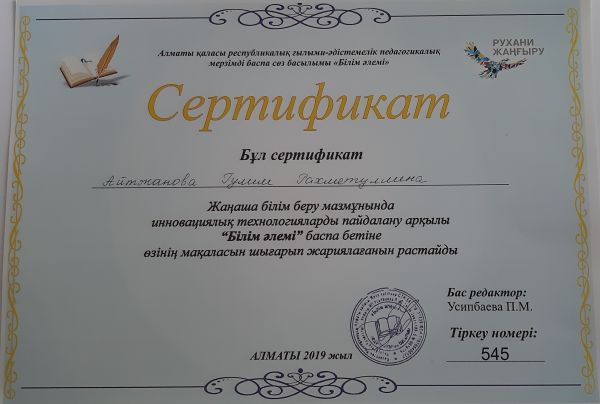 Алматы қаласы республикалық ғылыми-әдістемелік педагогикалық
мерзімді баспа сөз басылымы «Білім әлемі»
РУХАНИ
ЖАҢҒЫРУ
Сертификат
Бұл сертификат
Айтжанова Гулим Рахметуллина
Жаңаша білім беру мазмұнында
инновациялық технологияларды пайдалану арқылы
“Білім әлемі” баспа бетіне
өзінің мақаласын шығарып жариялағанын растайды
Бас редактор:
Усипбаева П.М.
Тіркеу номері:
545
АЛМАТЫ 2019 жыл